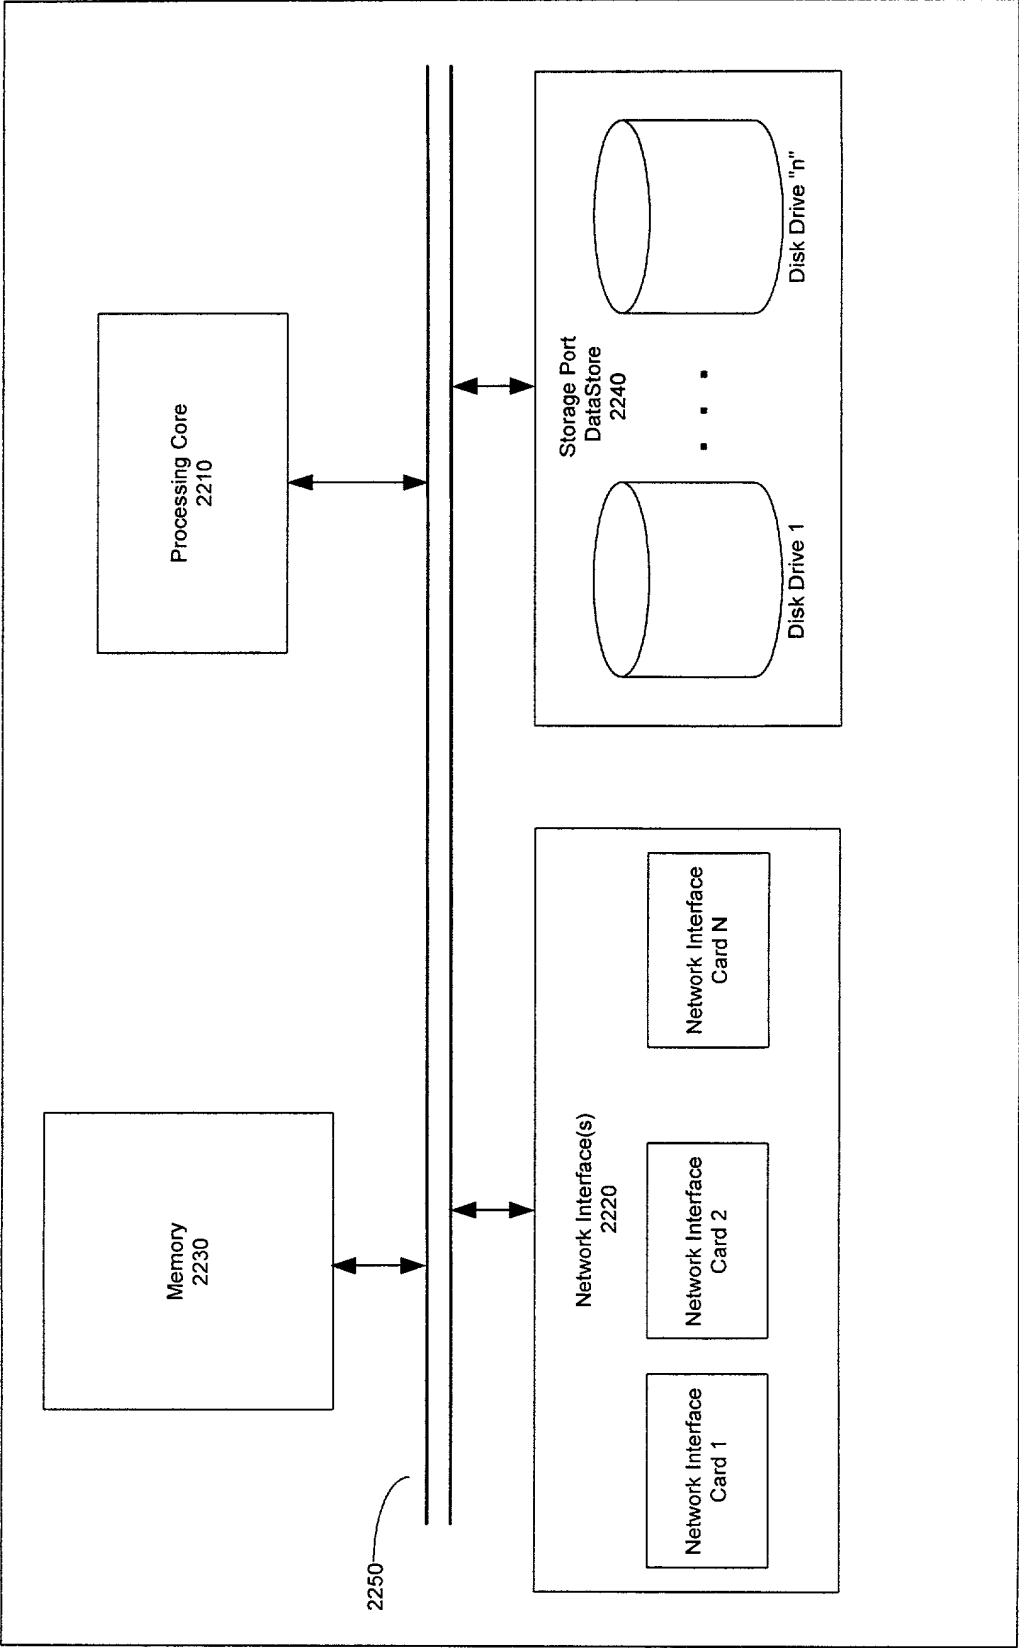 Memory
2230
Processing Core
2210
2250
Network Interface(s)
2220
Network Interface
Card 1
Network Interface
Card 2
Network Interface
Card N
Storage Port
DataStore
2240
Disk Drive 1
Disk Drive "n"